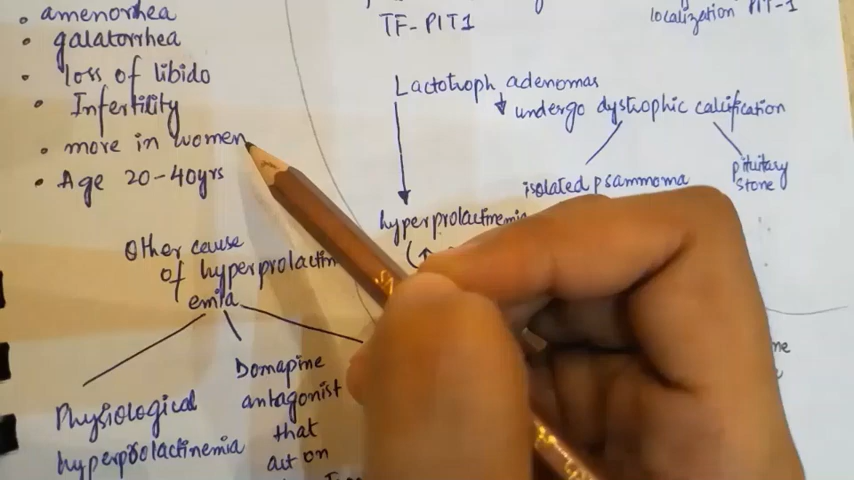 amenorrhea
galatorrhea
loss of libido
Infertility
more in women
Age 20-40yrs
TF-PIT1
localization PIT-1
Lactotroph adenomas
undergo dystrophic calcification
isolated psammoma
pituitary
stone
hyperprolactinemia
Other cause
of hyperprolactin
emia
Physiological
hyperprolactinemia
Domapine
antagonist
that
act on